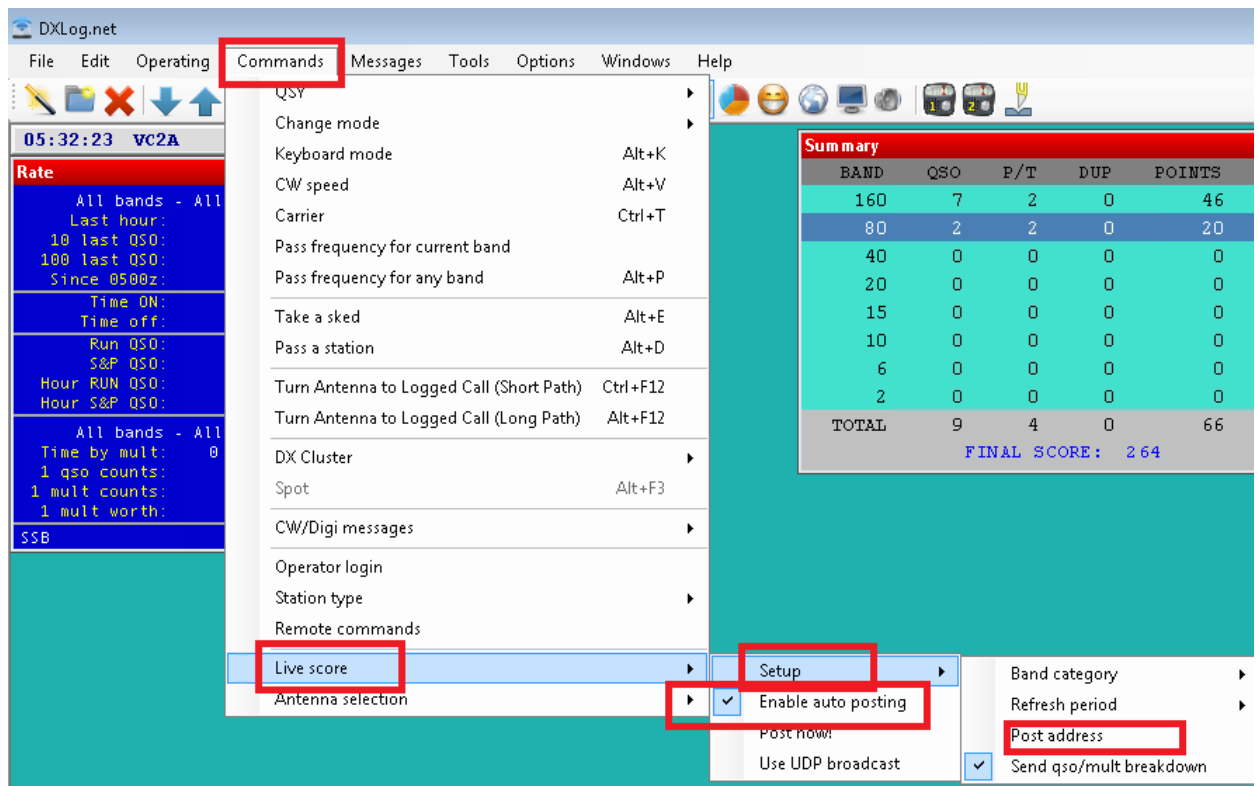 DXLog.net
File Edit Operating Commands Messages Tools Options Windows Help
05:32:23 VC2A
Rate
All bands - All
Last hour:
10 last QSO:
100 last QSO:
Since 0500z:
Time ON:
Time off:
Run QSO:
S&P QSO:
Hour RUN QSO:
Hour S&P QSO:
All bands - All
Time by mult: 0
1 qso counts:
1 mult counts:
1 mult worth:
SSB
QSY
Change mode
Keyboard mode Alt+K
CW speed Alt+V
Carrier Ctrl+T
Pass frequency for current band
Pass frequency for any band Alt+P
Take a sked Alt+E
Pass a station Alt+D
Turn Antenna to Logged Call (Short Path) Ctrl+F12
Turn Antenna to Logged Call (Long Path) Alt+F12
DX Cluster
Spot Alt+F3
CW/Digi messages
Operator login
Station type
Remote commands
Live score
Antenna selection
Setup
Enable auto posting
Post now!
Use UDP broadcast
Band category
Refresh period
Post address
Send qso/mult breakdown
1 2
Summary
BAND QSO P/T DUP POINTS
160 7 2 0 46
80 2 2 0 20
40 0 0 0 0
20 0 0 0 0
15 0 0 0 0
10 0 0 0 0
6 0 0 0 0
2 0 0 0 0
TOTAL 9 4 0 66
FINAL SCORE: 264